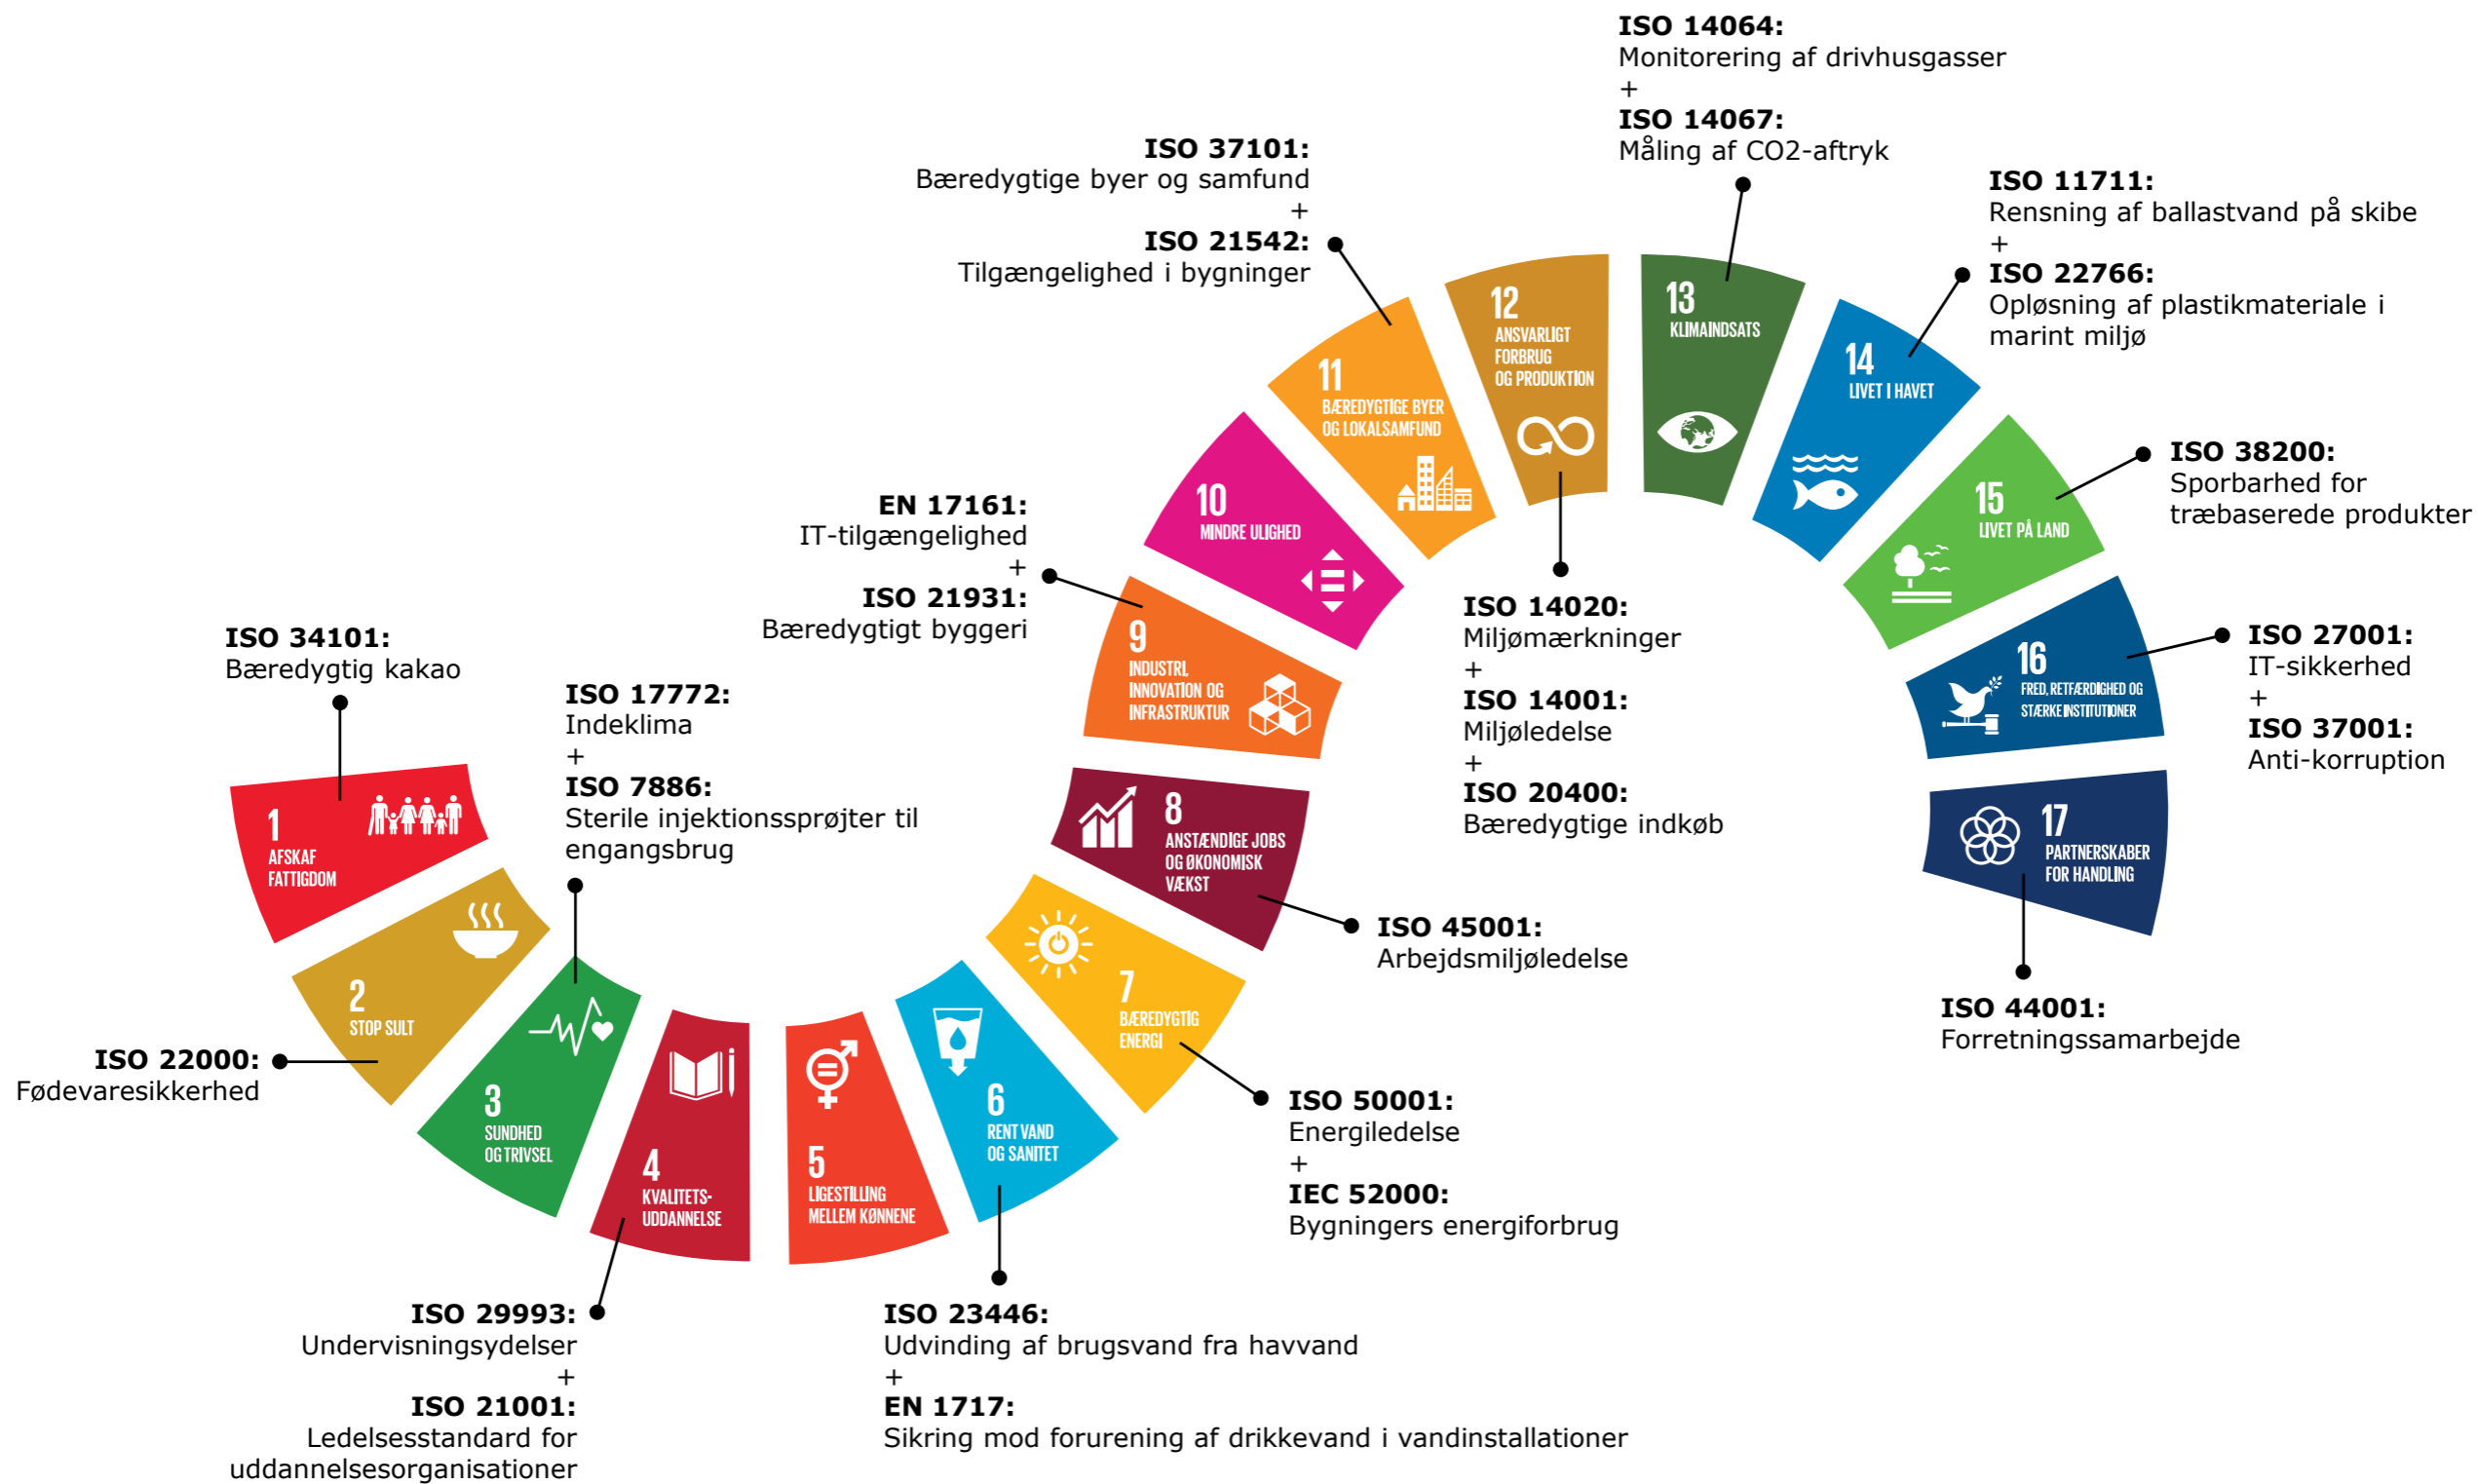 ISO 34101:
Bæredygtig kakao
1
AFSKAF
FATTIGDOM
2
STOP SULT
ISO 22000:
Fødevaresikkerhed
ISO 17772:
Indeklima
+
ISO 7886:
Sterile injektionssprøjter til
engangsbrug
3
SUNDHED
OG TRIVSEL
4
KVALITETS-
UDDANNELSE
ISO 29993:
Undervisningsydelser
+
ISO 21001:
Ledelsesstandard for
uddannelsesorganisationer
5
LIGESTILLING
MELLEM KØNNENE
6
RENT VAND
OG SANITET
ISO 23446:
Udvinding af brugsvand fra havvand
+
EN 1717:
Sikring mod forurening af drikkevand i vandinstallationer
7
BÆREDYGTIG
ENERGI
ISO 50001:
Energiledelse
+
IEC 52000:
Bygningers energiforbrug
8
ANSTÆNDIGE JOBS
OG ØKONOMISK
VÆKST
ISO 45001:
Arbejdsmiljøledelse
EN 17161:
IT-tilgængelighed
+
ISO 21931:
Bæredygtigt byggeri
9
INDUSTRI,
INNOVATION OG
INFRASTRUKTUR
10
MINDRE ULIGHED
ISO 37101:
Bæredygtige byer og samfund
+
ISO 21542:
Tilgængelighed i bygninger
11
BÆREDYGTIGE BYER
OG LOKALSAMFUND
12
ANSVARLIGT
FORBRUG
OG PRODUKTION
ISO 14020:
Miljømærkninger
+
ISO 14001:
Miljøledelse
+
ISO 20400:
Bæredygtige indkøb
ISO 14064:
Monitorering af drivhusgasser
+
ISO 14067:
Måling af CO2-aftryk
13
KLIMAINDSATS
ISO 11711:
Rensning af ballastvand på skibe
+
ISO 22766:
Opløsning af plastikmateriale i
marint miljø
14
LIVET I HAVET
15
LIVET PÅ LAND
ISO 38200:
Sporbarhed for
træbaserede produkter
16
FRED, RETFÆRDIGHED OG
STÆRKE INSTITUTIONER
ISO 27001:
IT-sikkerhed
+
ISO 37001:
Anti-korruption
17
PARTNERSKABER
FOR HANDLING
ISO 44001:
Forretningssamarbejde